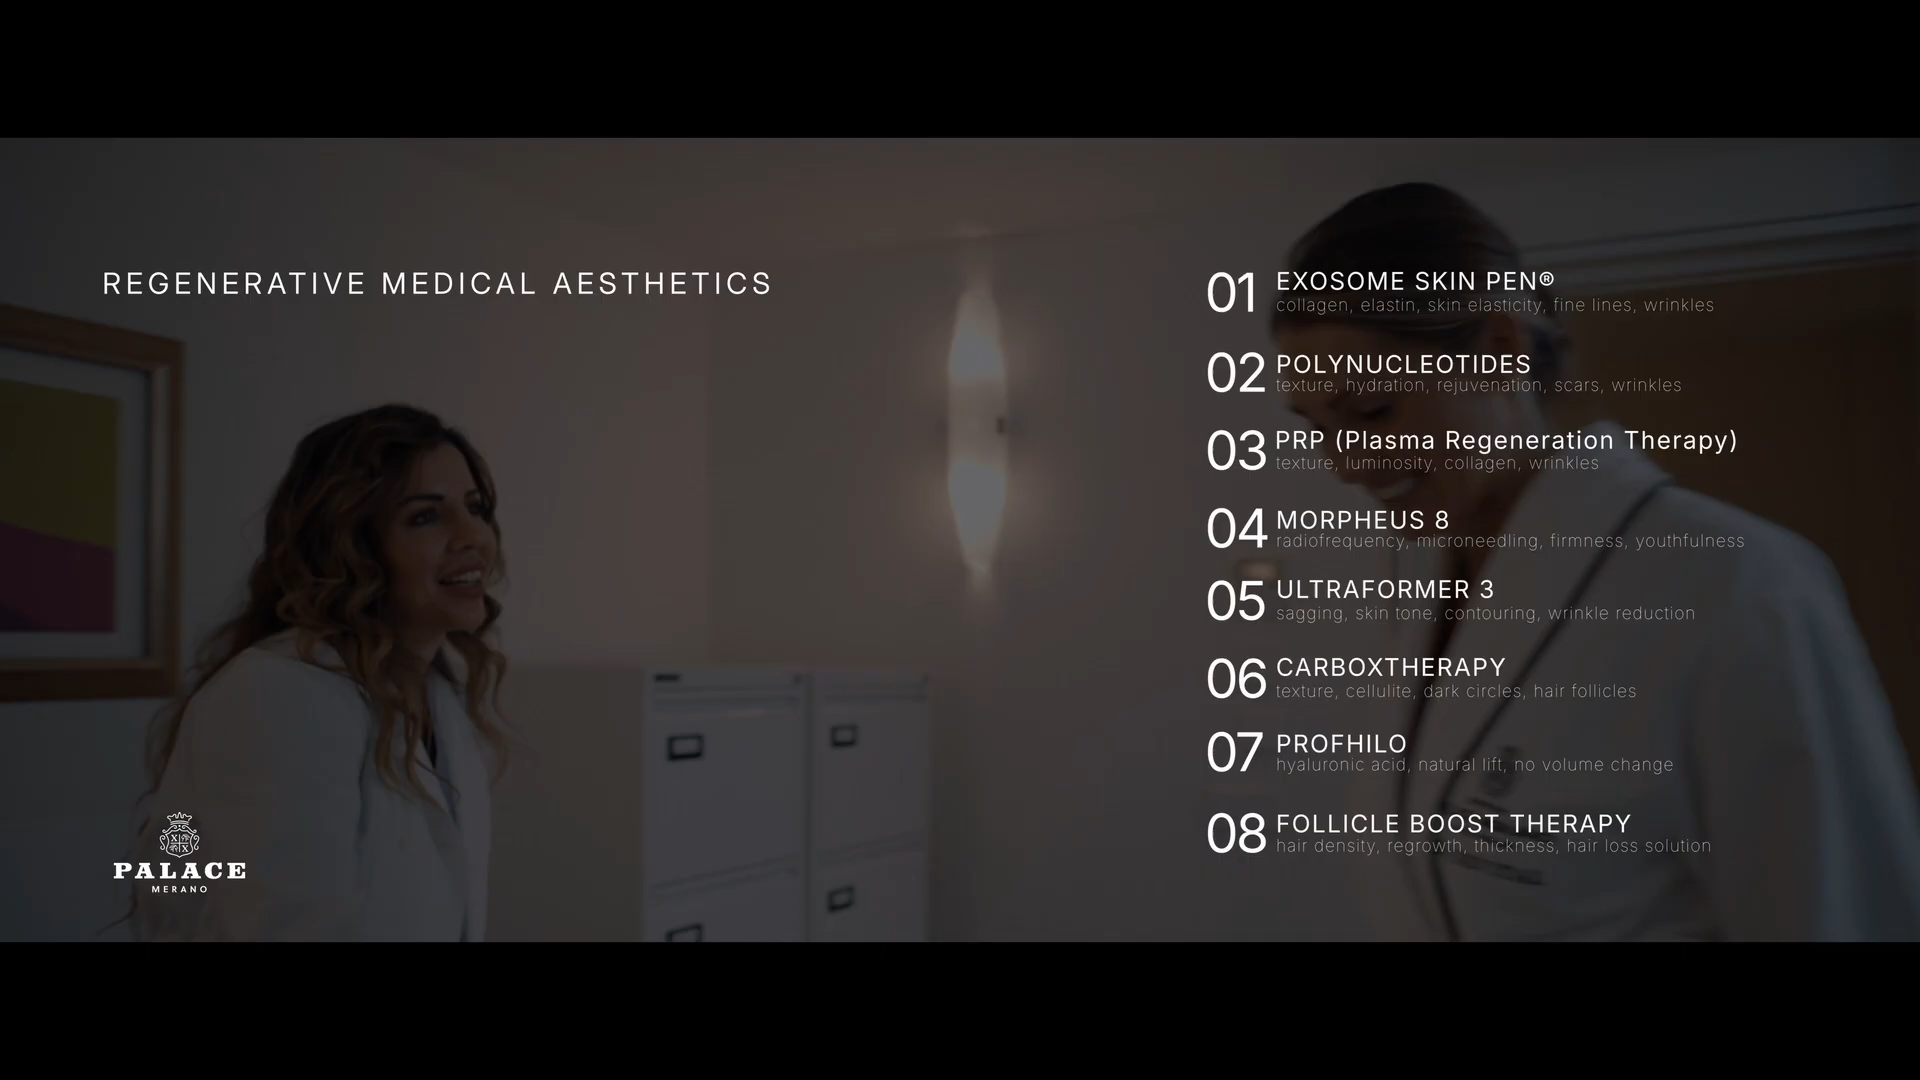 REGENERATIVE MEDICAL AESTHETICS
01 EXOSOME SKIN PEN®
collagen, elastin, skin elasticity, fine lines, wrinkles
02 POLYNUCLEOTIDES
texture, hydration, rejuvenation, scars, wrinkles
03 PRP (Plasma Regeneration Therapy)
texture, luminosity, collagen, wrinkles
04 MORPHEUS 8
radiofrequency, microneedling, firmness, youthfulness
05 ULTRAFORMER 3
sagging, skin tone, contouring, wrinkle reduction
06 CARBOXTHERAPY
texture, cellulite, dark circles, hair follicles
07 PROFHILO
hyaluronic acid, natural lift, no volume change
08 FOLLICLE BOOST THERAPY
hair density, regrowth, thickness, hair loss solution
PALACE
MERANO